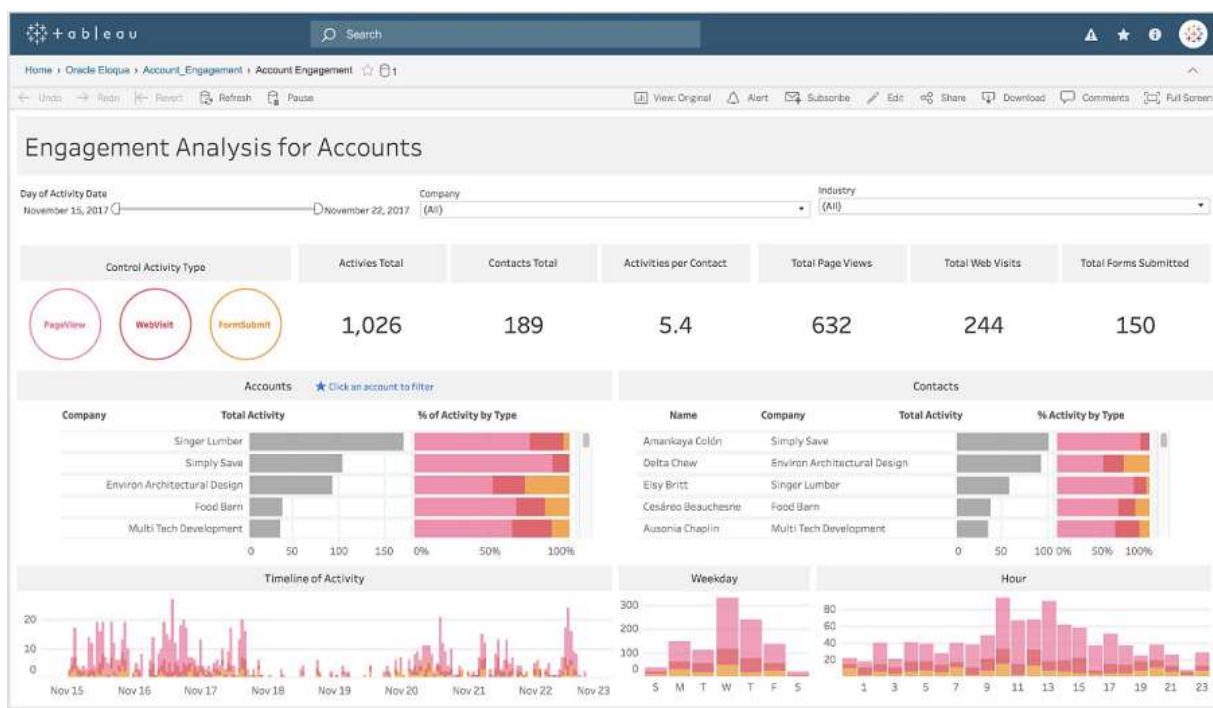 +ableau
Search
Home › Oracle Eloqua › Account_Engagement › Account Engagement 1
← Undo → Redo Revert Refresh Pause View: Original Alert Subscribe Edit Share Download Comments Full Screen
Engagement Analysis for Accounts
Day of Activity Date Company Industry
November 15, 2017 November 22, 2017 (All) (All)
Control Activity Type Activies Total Contacts Total Activities per Contact Total Page Views Total Web Visits Total Forms Submitted
PageView WebVisit FormSubmit 1,026 189 5.4 632 244 150
Accounts ★ Click an account to filter
Company Total Activity % of Activity by Type
Singer Lumber
Simply Save
Environ Architectural Design
Food Barn
Multi Tech Development
0 50 100 150 0% 50% 100%
Contacts
Name Company Total Activity % Activity by Type
Amankaya Colón Simply Save
Delta Chew Environ Architectural Design
Elsy Britt Singer Lumber
Cesáreo Beauchesne Food Barn
Ausonia Chaplin Multi Tech Development
0 50 100 0% 50% 100%
Timeline of Activity
20
10
0
Nov 15 Nov 16 Nov 17 Nov 18 Nov 19 Nov 20 Nov 21 Nov 22 Nov 23
Weekday
300
200
100
0
S M T W T F S
Hour
80
60
40
20
1 3 5 7 9 11 13 15 17 19 21 23